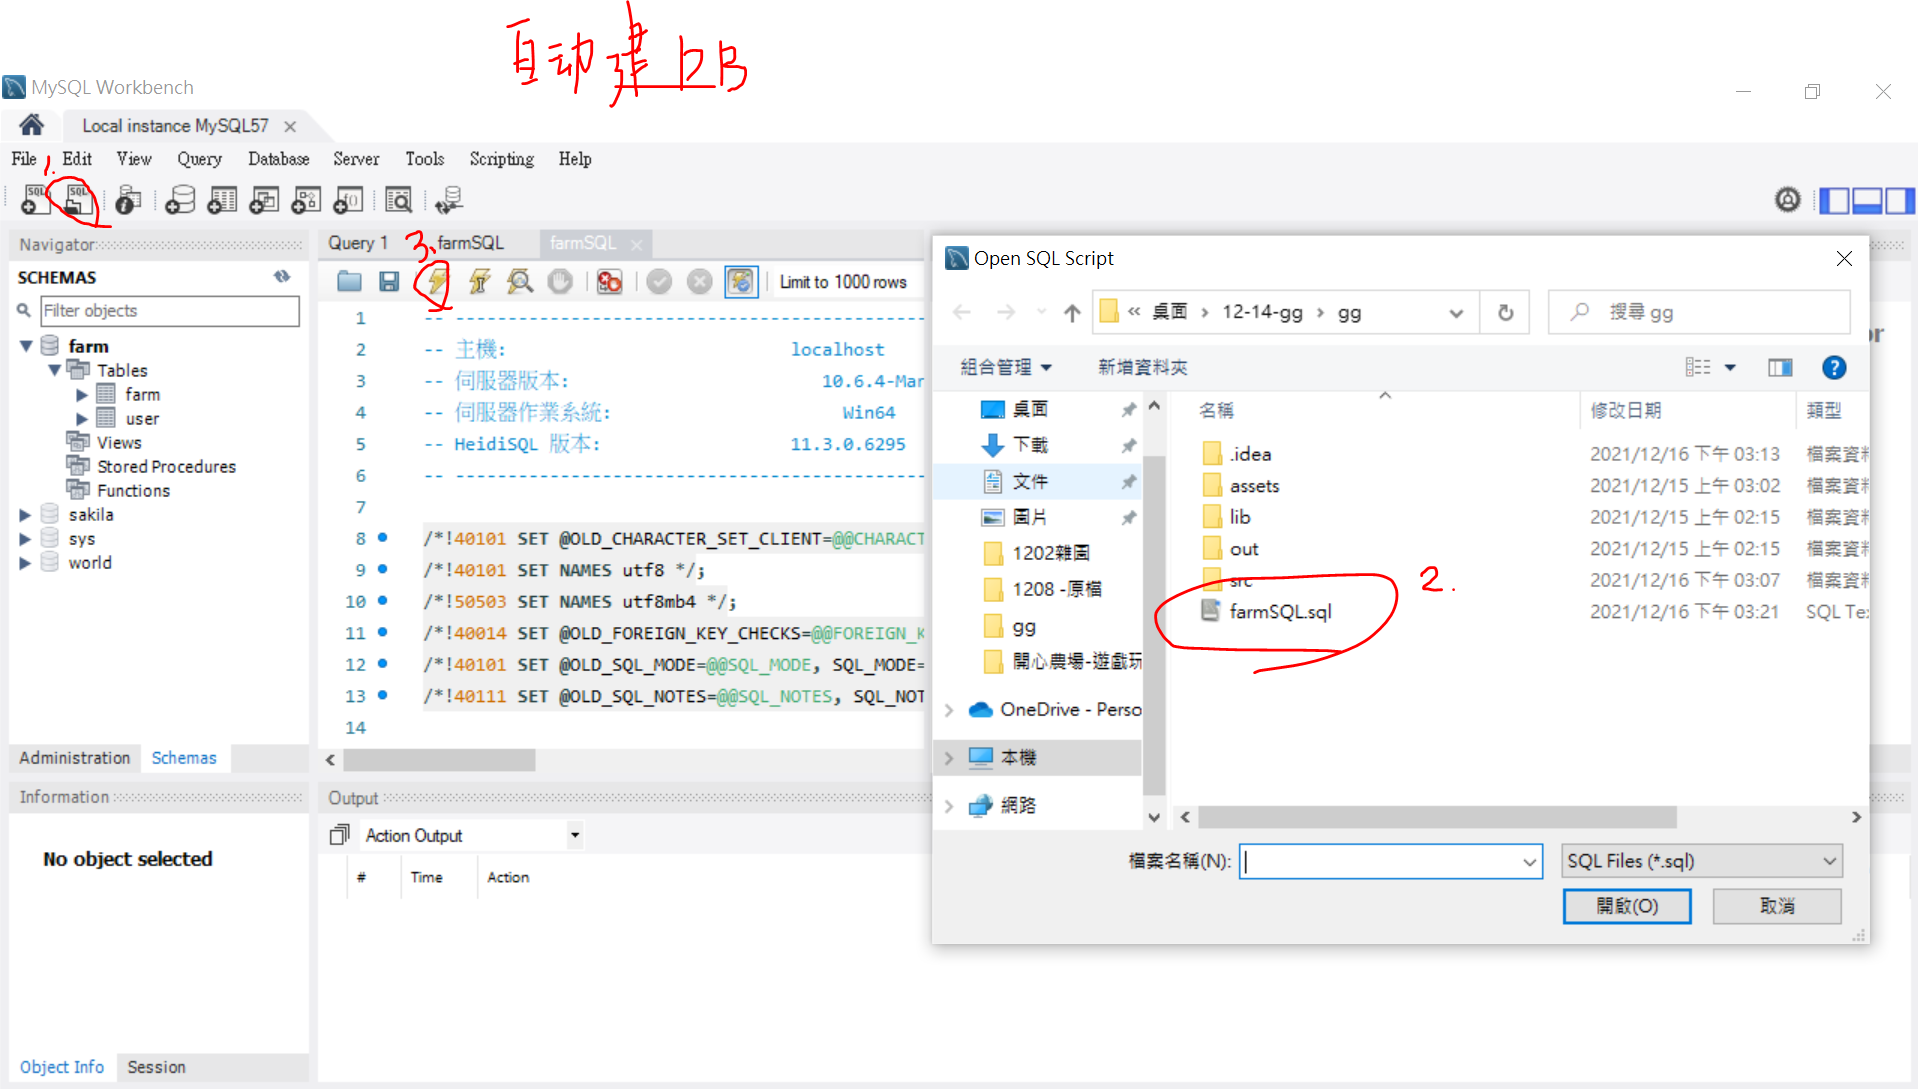 自动建DB
MySQL Workbench
Local instance MySQL57
File Edit View Query Database Server Tools Scripting Help
1.
SQL SQL
Navigator
SCHEMAS
Filter objects
farm
Tables
farm
user
Views
Stored Procedures
Functions
sakila
sys
world
Administration Schemas
Information
No object selected
Object Info Session
Query 1 farmSQL farmSQL
3.
Limit to 1000 rows
1 -- ----------------------------------------
2 -- 主機: localhost
3 -- 伺服器版本: 10.6.4-Mar
4 -- 伺服器作業系統: Win64
5 -- HeidiSQL 版本: 11.3.0.6295
6 -- ----------------------------------------
7
8 /*!40101 SET @OLD_CHARACTER_SET_CLIENT=@@CHARACT
9 /*!40101 SET NAMES utf8 */;
10 /*!50503 SET NAMES utf8mb4 */;
11 /*!40014 SET @OLD_FOREIGN_KEY_CHECKS=@@FOREIGN_K
12 /*!40101 SET @OLD_SQL_MODE=@@SQL_MODE, SQL_MODE=
13 /*!40111 SET @OLD_SQL_NOTES=@@SQL_NOTES, SQL_NOT
14
Output
Action Output
# Time Action
Open SQL Script
« 桌面 › 12-14-gg › gg
搜尋 gg
組合管理 新增資料夾
桌面
下載
文件
圖片
1202雜圖
1208 -原檔
gg
開心農場-遊戲玩
OneDrive - Perso
本機
網路
名稱 修改日期 類型
.idea 2021/12/16 下午 03:13 檔案資料
assets 2021/12/15 上午 03:02 檔案資料
lib 2021/12/15 上午 02:15 檔案資料
out 2021/12/15 上午 02:15 檔案資料
src 2021/12/16 下午 03:07 檔案資料
farmSQL.sql 2021/12/16 下午 03:21 SQL Te
2.
檔案名稱(N):
SQL Files (*.sql)
開啟(O) 取消